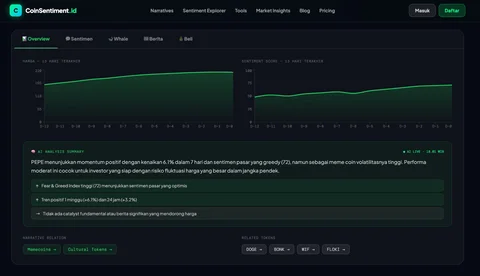 C CoinSentiment.id
Narratives Sentiment Explorer Tools Market Insights Blog Pricing
Masuk Daftar
Overview Sentimen Whale Berita Beli
AI ANALYSIS SUMMARY
PEPE menunjukkan momentum positif dengan kenaikan 6.1% dalam 7 hari dan sentimen pasar yang greedy (72), namun sebagai meme coin volatilitasnya tinggi. Performa
moderat ini cocok untuk investor yang siap dengan risiko fluktuasi harga yang besar dalam jangka pendek.
+ Fear & Greed Index tinggi (72) menunjukkan sentimen pasar yang optimis
+ Tren positif 1 minggu (+6.1%) dan 24 jam (+3.2%)
→ Tidak ada catalyst fundamental atau berita signifikan yang mendorong harga
NARRATIVE RELATION
RELATED TOKENS
Memecoins → Cultural Tokens →
DOGE → BONK → WIF → FLOKI →